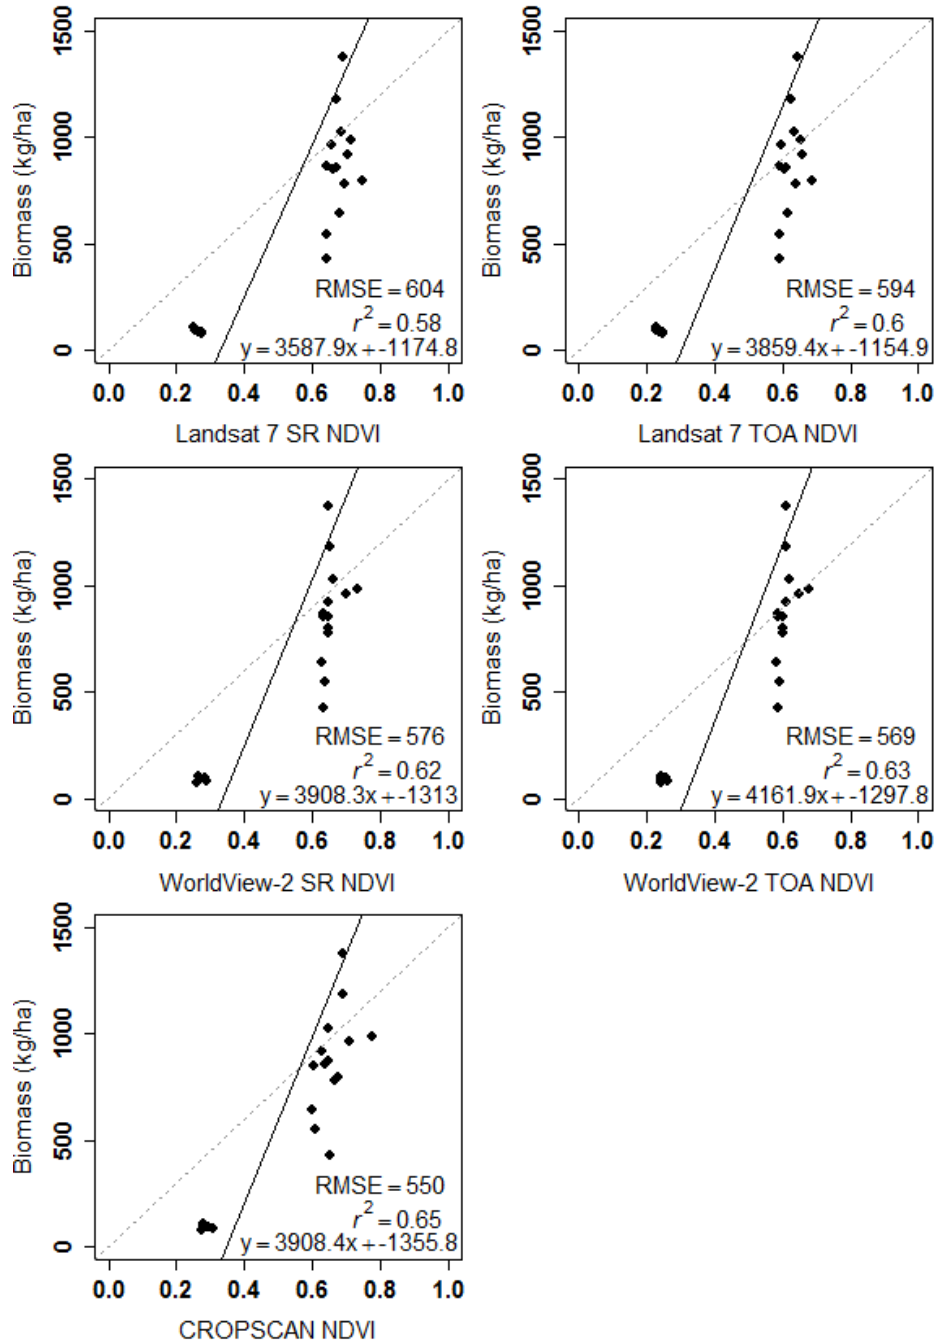 1500
1000
500
0
Biomass (kg/ha)
RMSE = 604
r² = 0.58
y = 3587.9x + -1174.8
0.0 0.2 0.4 0.6 0.8 1.0
Landsat 7 SR NDVI
1500
1000
500
0
Biomass (kg/ha)
RMSE = 594
r² = 0.6
y = 3859.4x + -1154.9
0.0 0.2 0.4 0.6 0.8 1.0
Landsat 7 TOA NDVI
1500
1000
500
0
Biomass (kg/ha)
RMSE = 576
r² = 0.62
y = 3908.3x + -1313
0.0 0.2 0.4 0.6 0.8 1.0
WorldView-2 SR NDVI
1500
1000
500
0
Biomass (kg/ha)
RMSE = 569
r² = 0.63
y = 4161.9x + -1297.8
0.0 0.2 0.4 0.6 0.8 1.0
WorldView-2 TOA NDVI
1500
1000
500
0
Biomass (kg/ha)
RMSE = 550
r² = 0.65
y = 3908.4x + -1355.8
0.0 0.2 0.4 0.6 0.8 1.0
CROPSCAN NDVI